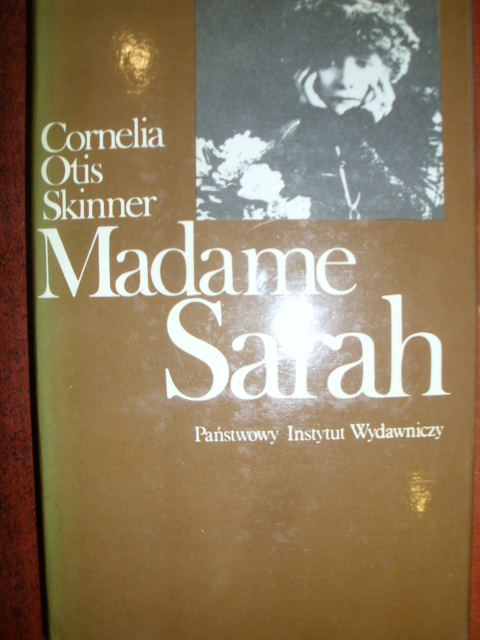 Cornelia
Otis
Skinner
Madame
Sarah
Państwowy Instytut Wydawniczy